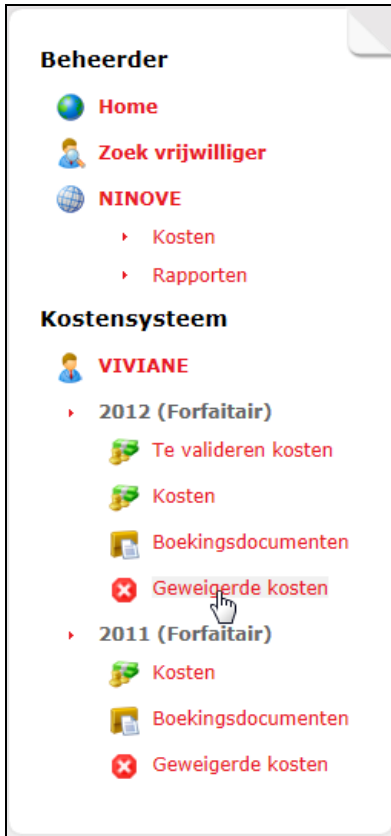 Beheerder
Home
Zoek vrijwilliger
NINOVE
Kosten
Rapporten
Kostensysteem
VIVIANE
2012 (Forfaitair)
Te valideren kosten
Kosten
Boekingsdocumenten
Geweigerde kosten
2011 (Forfaitair)
Kosten
Boekingsdocumenten
Geweigerde kosten